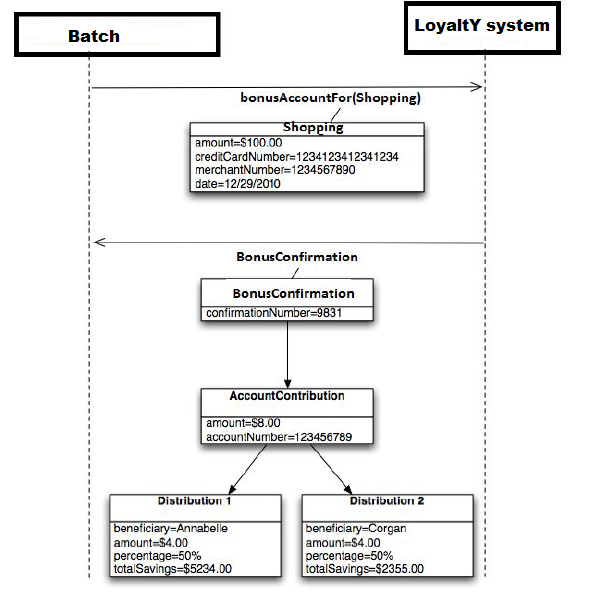 Batch
LoyaltY system
bonusAccountFor(Shopping)
Shopping
amount=$100.00
creditCardNumber=1234123412341234
merchantNumber=1234567890
date=12/29/2010
BonusConfirmation
BonusConfirmation
confirmationNumber=9831
AccountContribution
amount=$8.00
accountNumber=123456789
Distribution 1
beneficiary=Annabelle
amount=$4.00
percentage=50%
totalSavings=$5234.00
Distribution 2
beneficiary=Corgan
amount=$4.00
percentage=50%
totalSavings=$2355.00